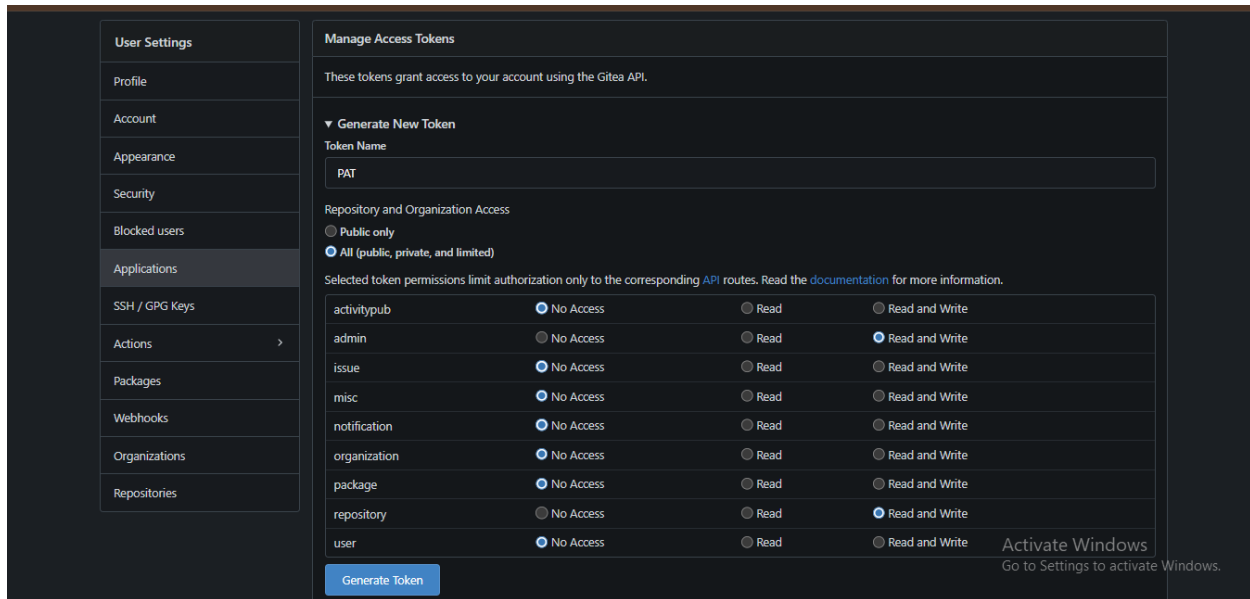 User Settings
Profile
Account
Appearance
Security
Blocked users
Applications
SSH / GPG Keys
Actions
Packages
Webhooks
Organizations
Repositories
Manage Access Tokens
These tokens grant access to your account using the Gitea API.
Generate New Token
Token Name
PAT
Repository and Organization Access
Public only
All (public, private, and limited)
Selected token permissions limit authorization only to the corresponding API routes. Read the documentation for more information.
activitypub No Access Read Read and Write
admin No Access Read Read and Write
issue No Access Read Read and Write
misc No Access Read Read and Write
notification No Access Read Read and Write
organization No Access Read Read and Write
package No Access Read Read and Write
repository No Access Read Read and Write
user No Access Read Read and Write
Generate Token
Activate Windows
Go to Settings to activate Windows.